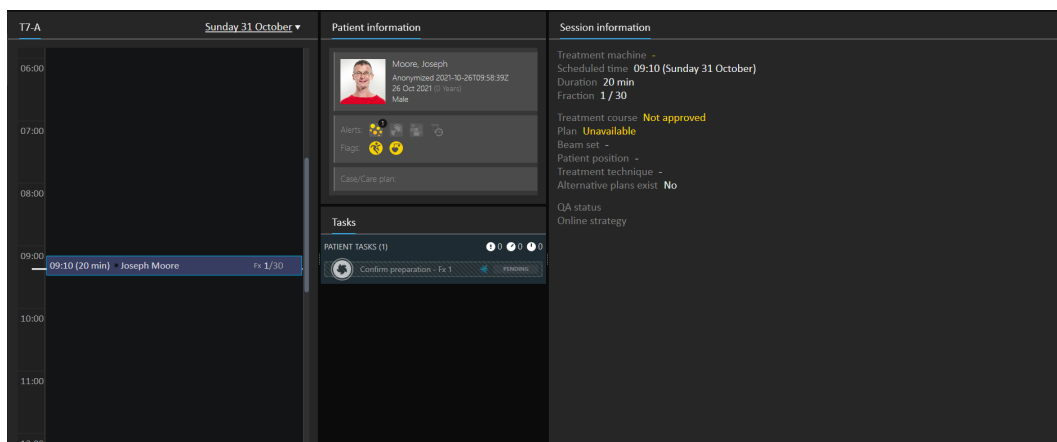 T7-A
Sunday 31 October ▾
06:00
07:00
08:00
09:00
09:10 (20 min) Joseph Moore Fx 1/30
10:00
11:00
12:00
Patient information
Moore, Joseph
Anonymized 2021-10-26T09:58:39Z
26 Oct 2021 (0 Years)
Male
Alerts: 1
Flags:
Case/Care plan:
Tasks
PATIENT TASKS (1) 0 0 0
Confirm preparation - Fx 1 PENDING
Session information
Treatment machine -
Scheduled time 09:10 (Sunday 31 October)
Duration 20 min
Fraction 1 / 30
Treatment course Not approved
Plan Unavailable
Beam set -
Patient position -
Treatment technique -
Alternative plans exist No
QA status
Online strategy